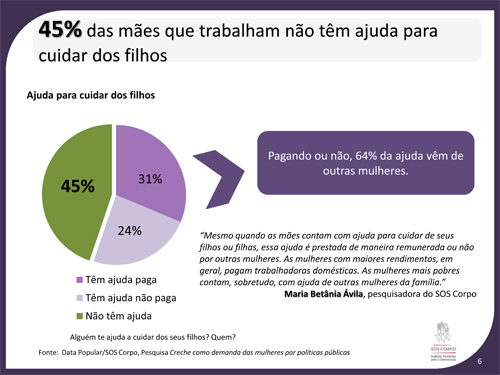 45% das mães que trabalham não têm ajuda para
cuidar dos filhos
Ajuda para cuidar dos filhos
31%
45%
24%
Pagando ou não, 64% da ajuda vêm de
outras mulheres.
“Mesmo quando as mães contam com ajuda para cuidar de seus
filhos ou filhas, essa ajuda é prestada de maneira remunerada ou não
por outras mulheres. As mulheres com maiores rendimentos, em
geral, pagam trabalhadoras domésticas. As mulheres mais pobres
contam, sobretudo, com ajuda de outras mulheres da família.”
Maria Betânia Ávila, pesquisadora do SOS Corpo
Têm ajuda paga
Têm ajuda não paga
Não têm ajuda
Alguém te ajuda a cuidar dos seus filhos? Quem?
Fonte: Data Popular/SOS Corpo, Pesquisa Creche como demanda das mulheres por políticas públicas
SOS CORPO
6